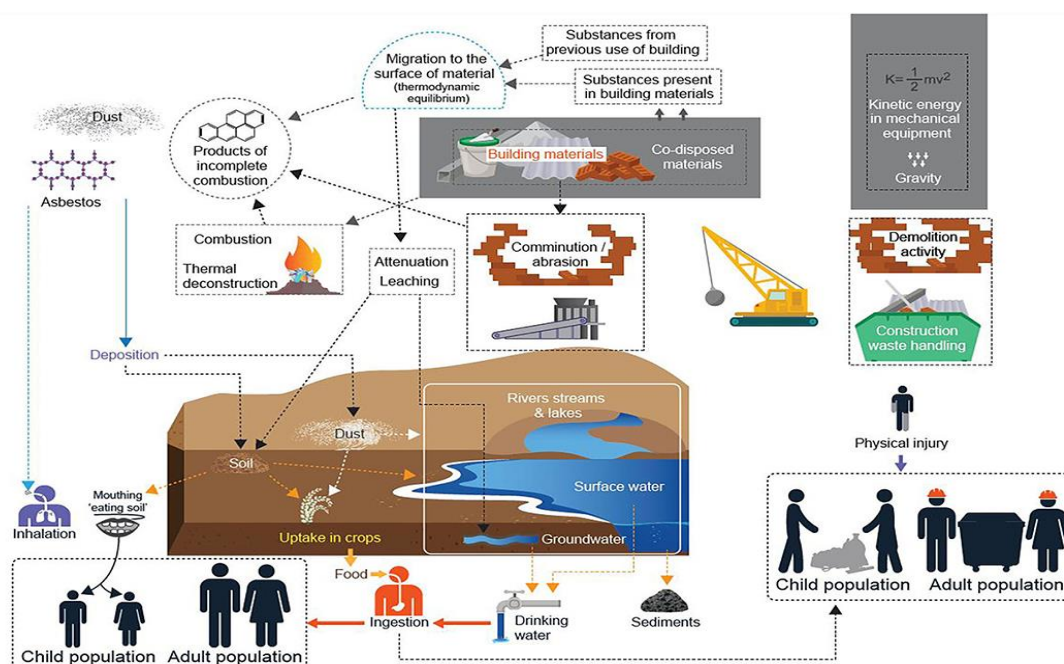 Substances from
previous use of building
Migration to the
surface of material
(thermodynamic
equilibrium)
Substances present
in building materials
K=1/2mv²
Kinetic energy
in mechanical
equipment
Gravity
Dust
Asbestos
Products of
incomplete
combustion
Building materials
Co-disposed
materials
Combustion
Thermal
deconstruction
Attenuation
Leaching
Comminution /
abrasion
Demolition
activity
Construction
waste handling
Deposition
Rivers streams
& lakes
Dust
Soil
Surface water
Physical injury
Mouthing
'eating soil'
Inhalation
Uptake in crops
Groundwater
Food
Ingestion
Drinking
water
Sediments
Child population
Adult population
Child population
Adult population